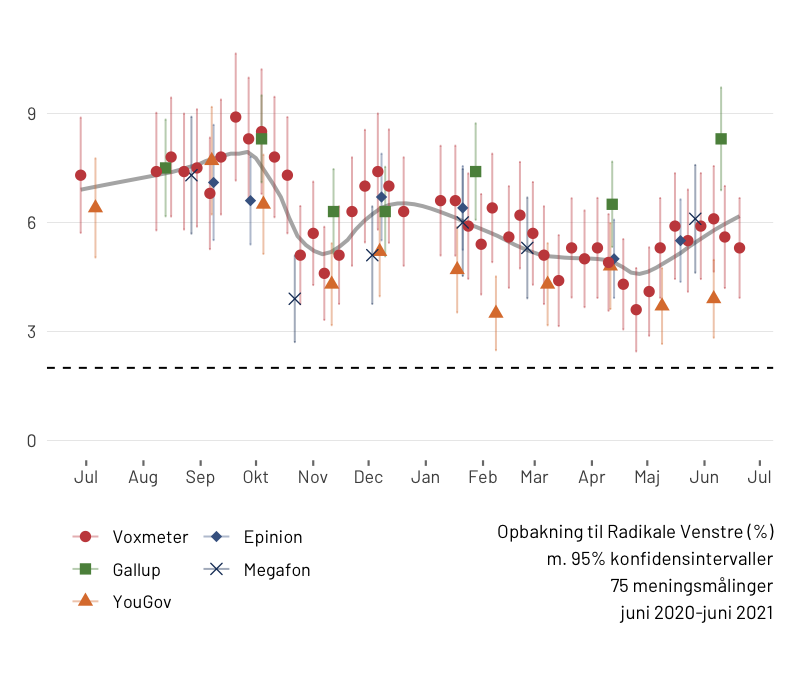 9
6
3
0
Jul Aug Sep Okt Nov Dec Jan Feb Mar Apr Maj Jun Jul
Voxmeter Epinion
Gallup Megafon
YouGov
Opbakning til Radikale Venstre (%)
m. 95% konfidensintervaller
75 meningsmålinger
juni 2020-juni 2021